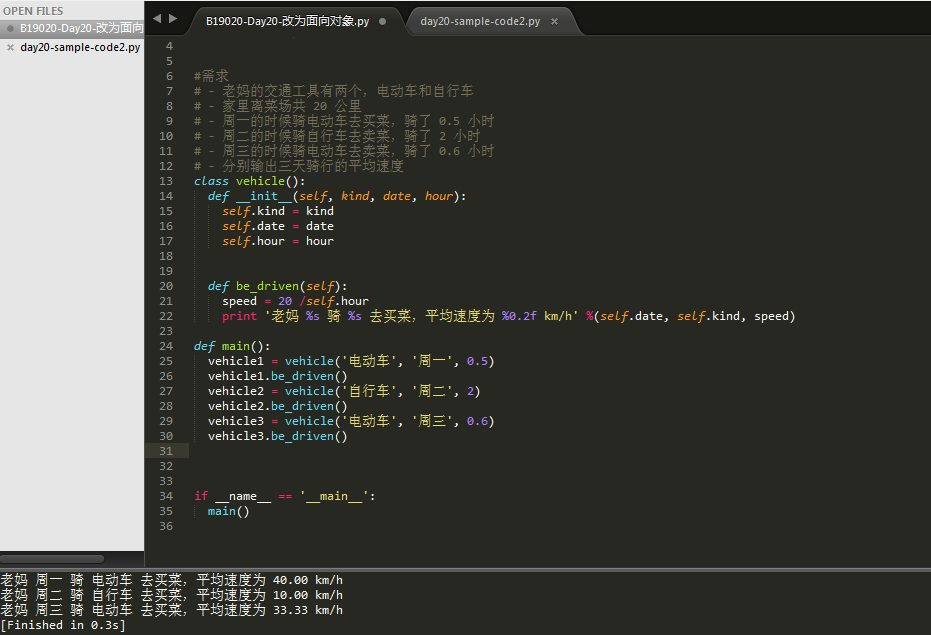 OPEN FILES
B19020-Day20-改为面向
day20-sample-code2.py
B19020-Day20-改为面向对象.py
day20-sample-code2.py
4
5
6 #需求
7 # - 老妈的交通工具有两个，电动车和自行车
8 # - 家里离菜场共 20 公里
9 # - 周一的时候骑电动车去买菜，骑了 0.5 小时
10 # - 周二的时候骑自行车去卖菜，骑了 2 小时
11 # - 周三的时候骑电动车去卖菜，骑了 0.6 小时
12 # - 分别输出三天骑行的平均速度
13 class vehicle():
14 def __init__(self, kind, date, hour):
15 self.kind = kind
16 self.date = date
17 self.hour = hour
18
19
20 def be_driven(self):
21 speed = 20 /self.hour
22 print '老妈 %s 骑 %s 去买菜，平均速度为 %0.2f km/h' %(self.date, self.kind, speed)
23
24 def main():
25 vehicle1 = vehicle('电动车', '周一', 0.5)
26 vehicle1.be_driven()
27 vehicle2 = vehicle('自行车', '周二', 2)
28 vehicle2.be_driven()
29 vehicle3 = vehicle('电动车', '周三', 0.6)
30 vehicle3.be_driven()
31
32
33
34 if __name__ == '__main__':
35 main()
36
老妈 周一 骑 电动车 去买菜，平均速度为 40.00 km/h
老妈 周二 骑 自行车 去买菜，平均速度为 10.00 km/h
老妈 周三 骑 电动车 去买菜，平均速度为 33.33 km/h
[Finished in 0.3s]